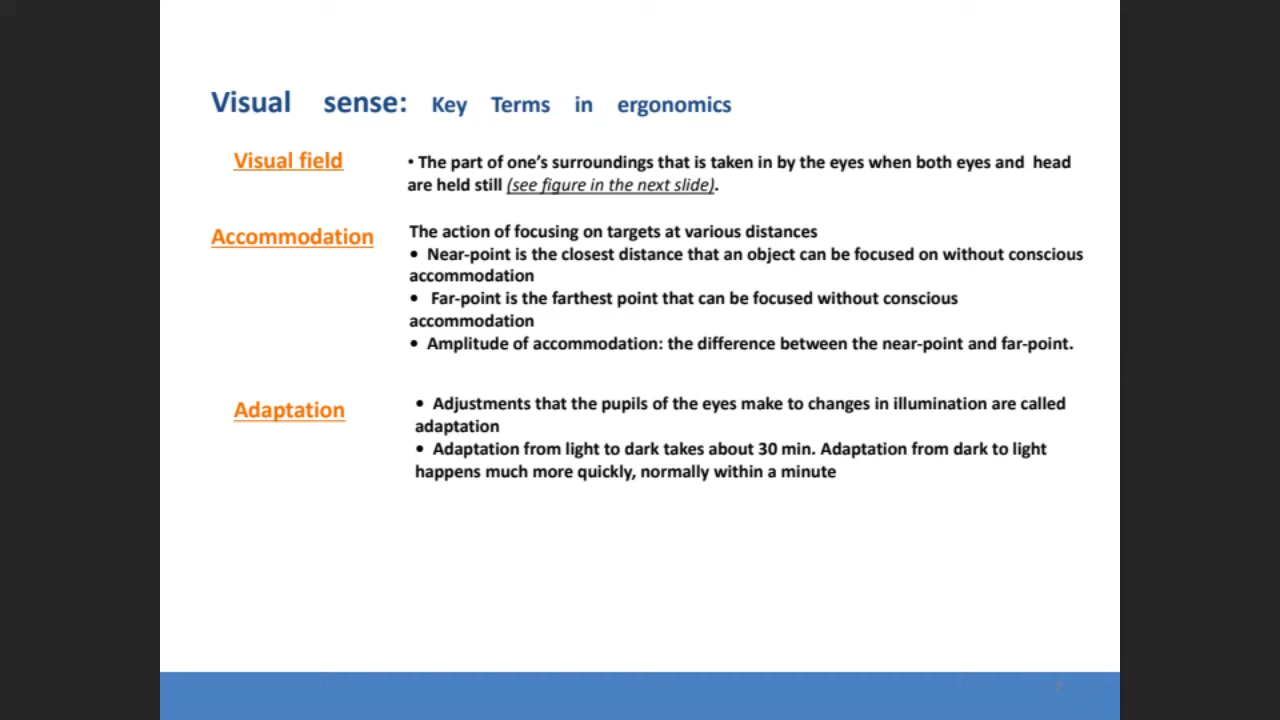 Visual sense: Key Terms in ergonomics
Visual field
• The part of one’s surroundings that is taken in by the eyes when both eyes and head
are held still (see figure in the next slide).
Accommodation
The action of focusing on targets at various distances
• Near-point is the closest distance that an object can be focused on without conscious
accommodation
• Far-point is the farthest point that can be focused without conscious
accommodation
• Amplitude of accommodation: the difference between the near-point and far-point.
Adaptation
• Adjustments that the pupils of the eyes make to changes in illumination are called
adaptation
• Adaptation from light to dark takes about 30 min. Adaptation from dark to light
happens much more quickly, normally within a minute